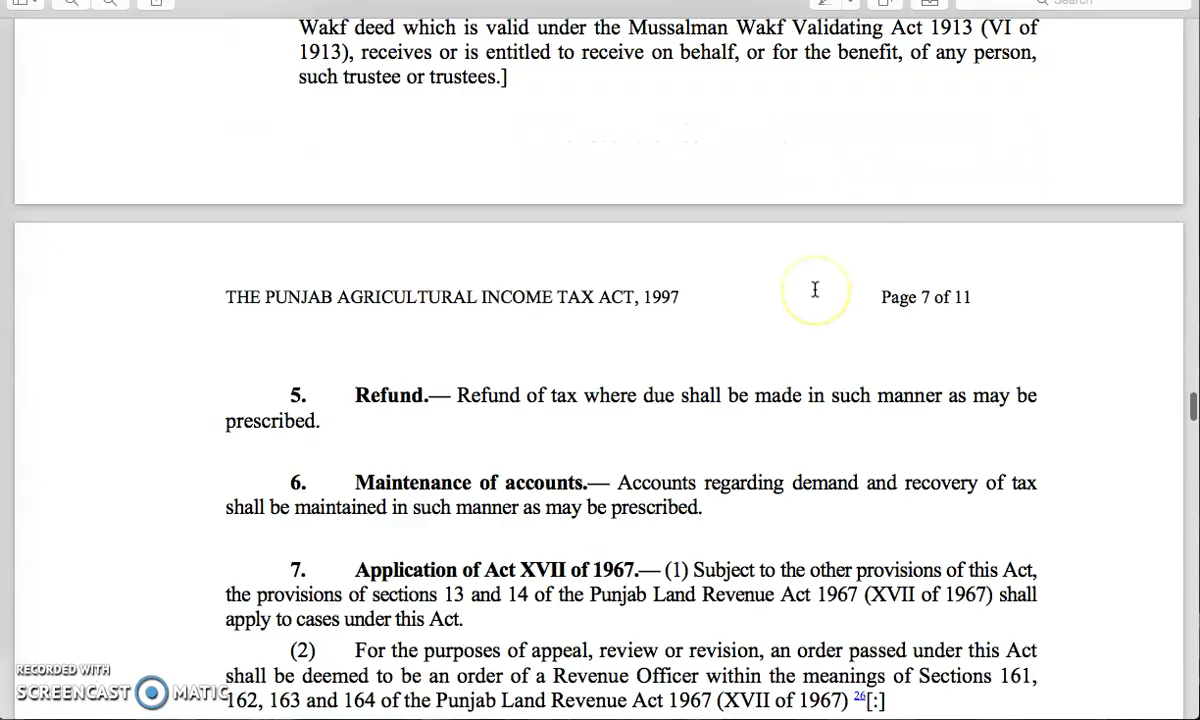 Search
Wakf deed which is valid under the Mussalman Wakf Validating Act 1913 (VI of
1913), receives or is entitled to receive on behalf, or for the benefit, of any person,
such trustee or trustees.]
THE PUNJAB AGRICULTURAL INCOME TAX ACT, 1997 Page 7 of 11
5. Refund.— Refund of tax where due shall be made in such manner as may be
prescribed.
6. Maintenance of accounts.— Accounts regarding demand and recovery of tax
shall be maintained in such manner as may be prescribed.
7. Application of Act XVII of 1967.— (1) Subject to the other provisions of this Act,
the provisions of sections 13 and 14 of the Punjab Land Revenue Act 1967 (XVII of 1967) shall
apply to cases under this Act.
(2) For the purposes of appeal, review or revision, an order passed under this Act
shall be deemed to be an order of a Revenue Officer within the meanings of Sections 161,
162, 163 and 164 of the Punjab Land Revenue Act 1967 (XVII of 1967) 26[:]
RECORDED WITH
SCREENCAST MATIC